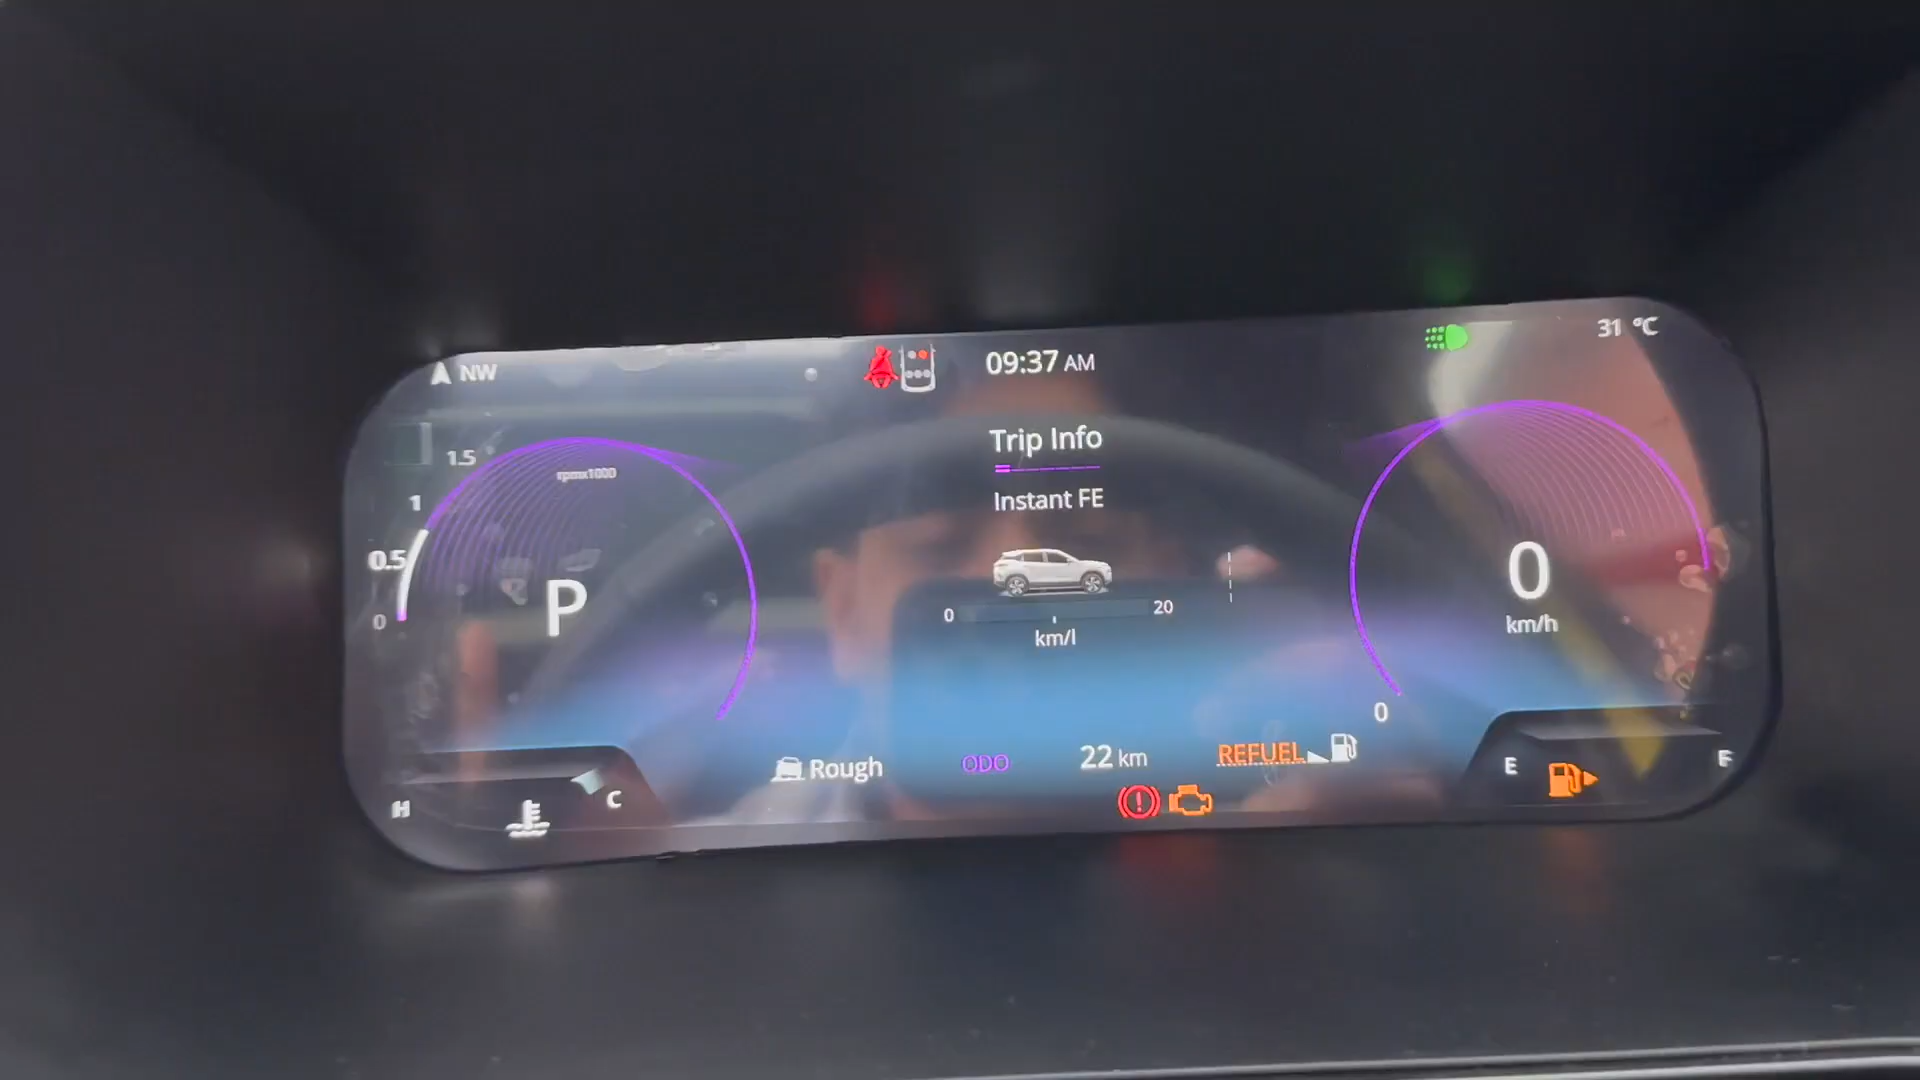 NW
09:37 AM
31 °C
1.5
rpmx1000
1
0.5
0
P
Trip Info
Instant FE
0
20
km/l
0
km/h
0
Rough
ODO
22 km
REFUEL
H
C
E
F